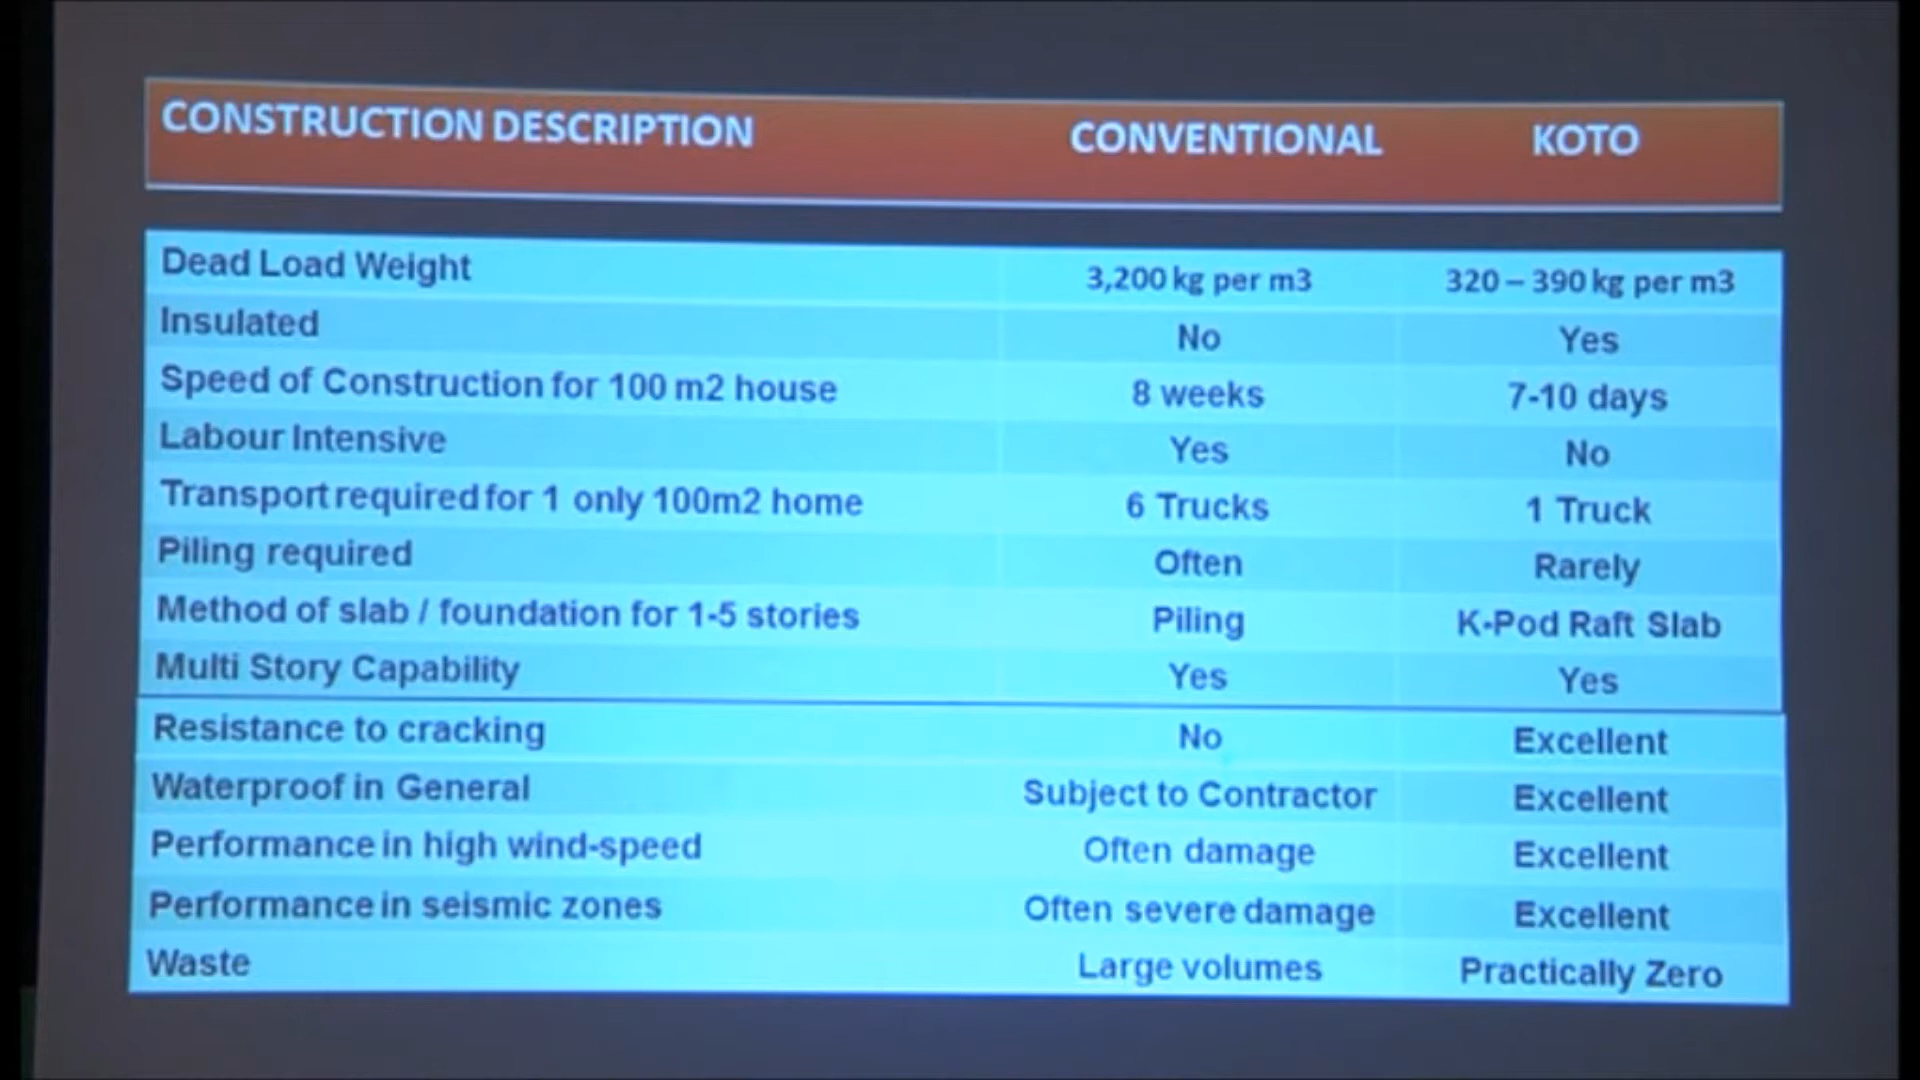 CONSTRUCTION DESCRIPTION CONVENTIONAL KOTO
Dead Load Weight 3,200 kg per m3 320 – 390 kg per m3
Insulated No Yes
Speed of Construction for 100 m2 house 8 weeks 7-10 days
Labour Intensive Yes No
Transport required for 1 only 100m2 home 6 Trucks 1 Truck
Piling required Often Rarely
Method of slab / foundation for 1-5 stories Piling K-Pod Raft Slab
Multi Story Capability Yes Yes
Resistance to cracking No Excellent
Waterproof in General Subject to Contractor Excellent
Performance in high wind-speed Often damage Excellent
Performance in seismic zones Often severe damage Excellent
Waste Large volumes Practically Zero